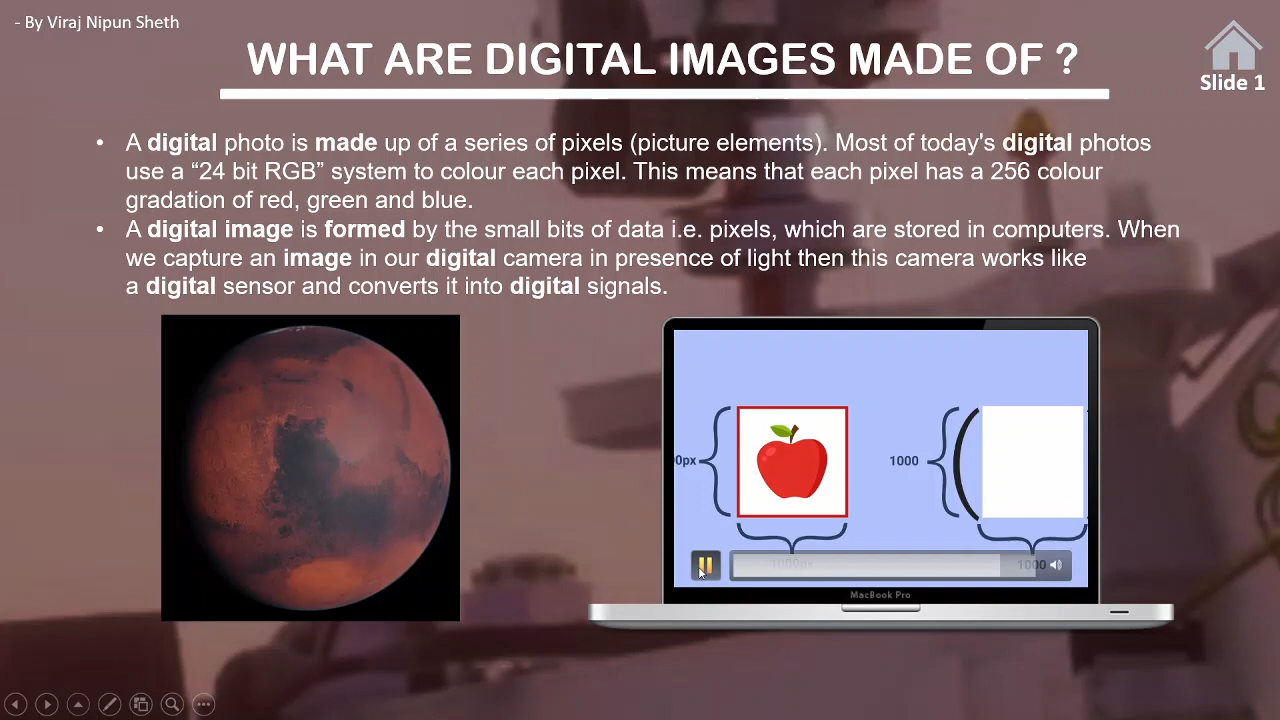 - By Viraj Nipun Sheth
WHAT ARE DIGITAL IMAGES MADE OF ?
Slide 1
• A digital photo is made up of a series of pixels (picture elements). Most of today's digital photos
use a “24 bit RGB” system to colour each pixel. This means that each pixel has a 256 colour
gradation of red, green and blue.
• A digital image is formed by the small bits of data i.e. pixels, which are stored in computers. When
we capture an image in our digital camera in presence of light then this camera works like
a digital sensor and converts it into digital signals.
0px
1000
1000px
1000
MacBook Pro